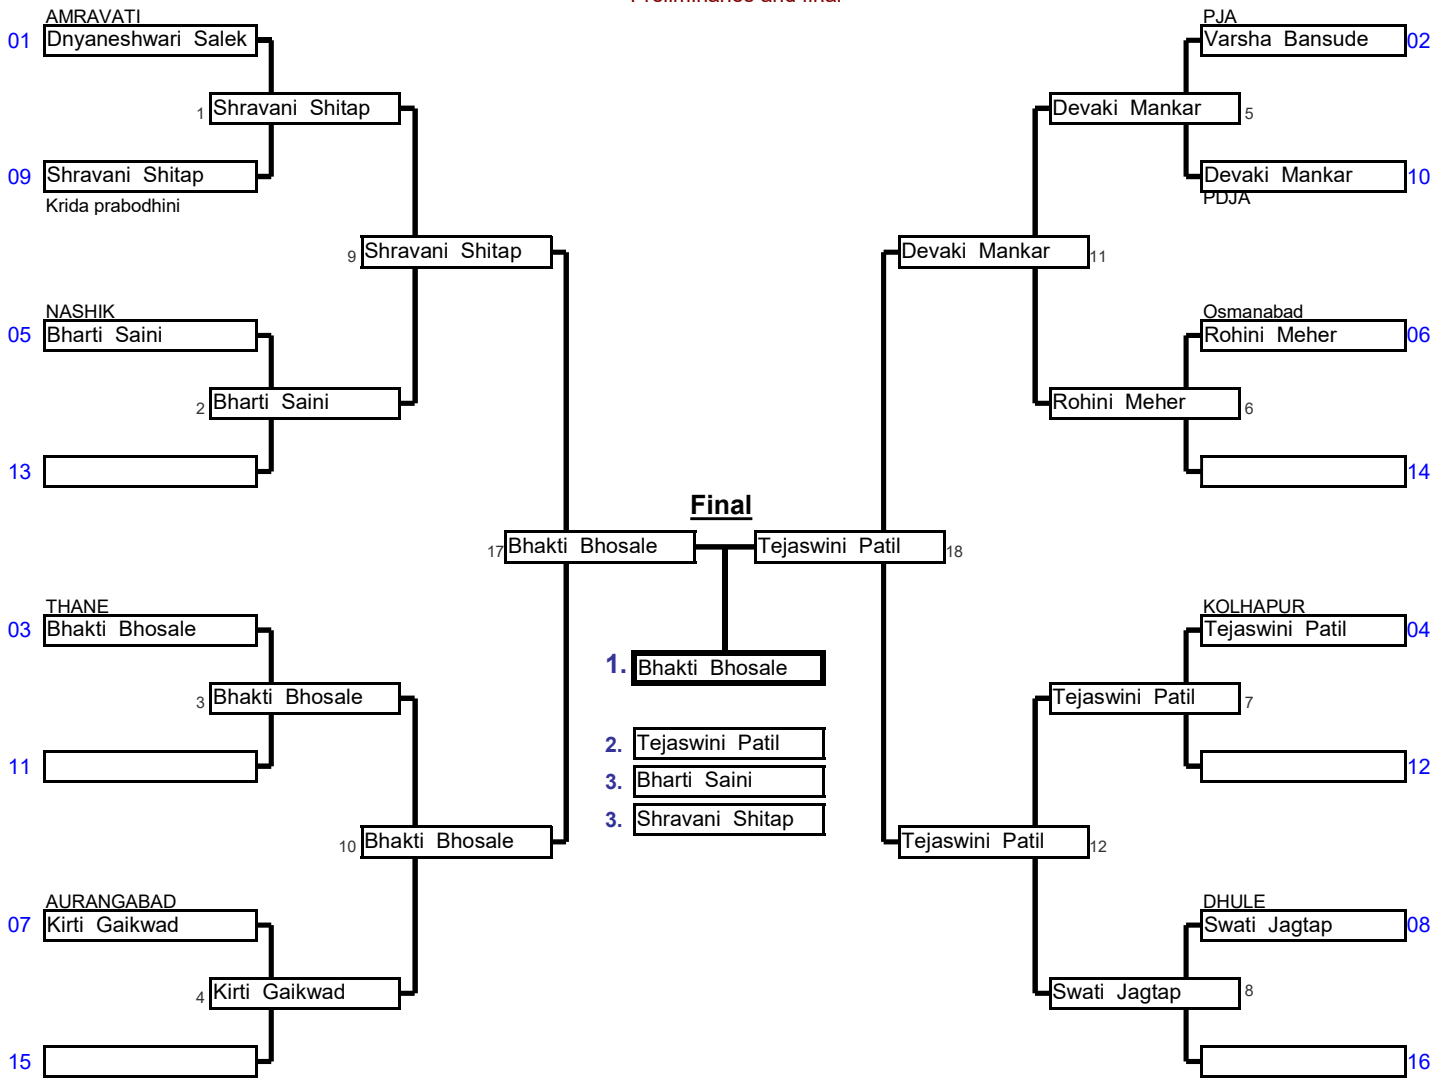 Preliminaries and final
AMRAVATI
01 Dnyaneshwari Salek
1 Shravani Shitap
09 Shravani Shitap
Krida prabodhini
9 Shravani Shitap
NASHIK
05 Bharti Saini
2 Bharti Saini
13
17 Bhakti Bhosale
THANE
03 Bhakti Bhosale
3 Bhakti Bhosale
11
10 Bhakti Bhosale
AURANGABAD
07 Kirti Gaikwad
4 Kirti Gaikwad
15
Final
1. Bhakti Bhosale
2. Tejaswini Patil
3. Bharti Saini
3. Shravani Shitap
PJA
Varsha Bansude 02
Devaki Mankar 5
Devaki Mankar 10
PDJA
Devaki Mankar 11
Osmanabad
Rohini Meher 06
Rohini Meher 6
14
Tejaswini Patil 18
KOLHAPUR
Tejaswini Patil 04
Tejaswini Patil 7
12
Tejaswini Patil 12
DHULE
Swati Jagtap 08
Swati Jagtap 8
16